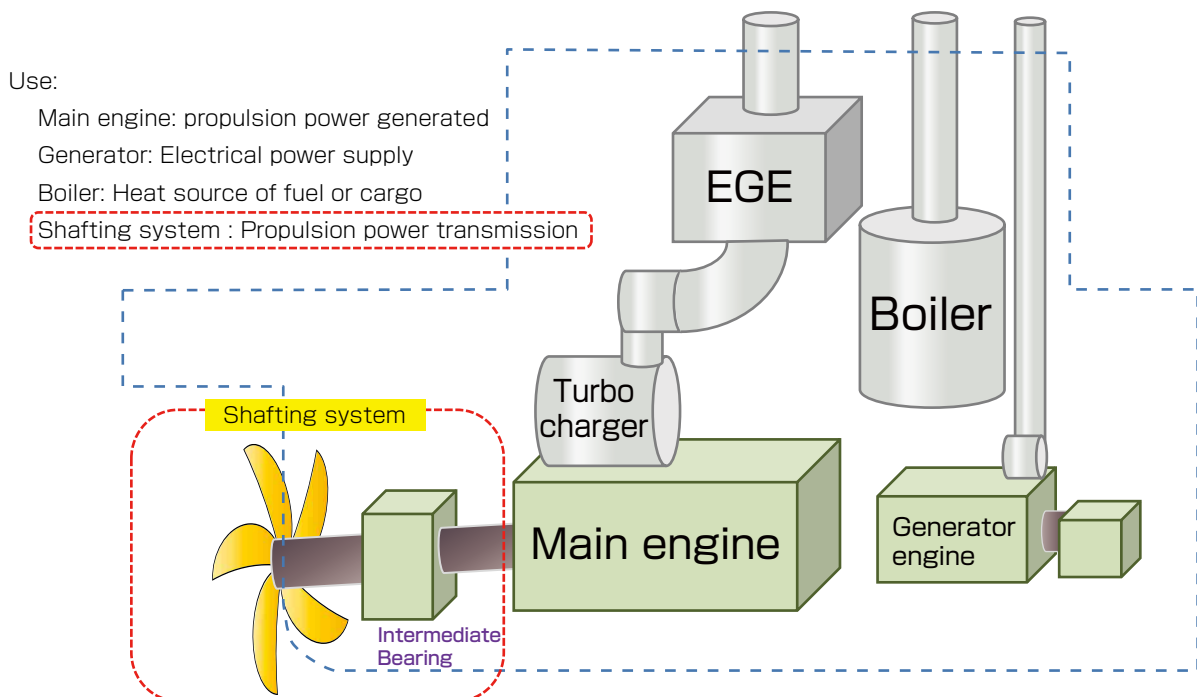 Use:
Main engine: propulsion power generated
Generator: Electrical power supply
Boiler: Heat source of fuel or cargo
Shafting system : Propulsion power transmission
EGE
Boiler
Turbo
charger
Shafting system
Main engine
Generator
engine
Intermediate
Bearing